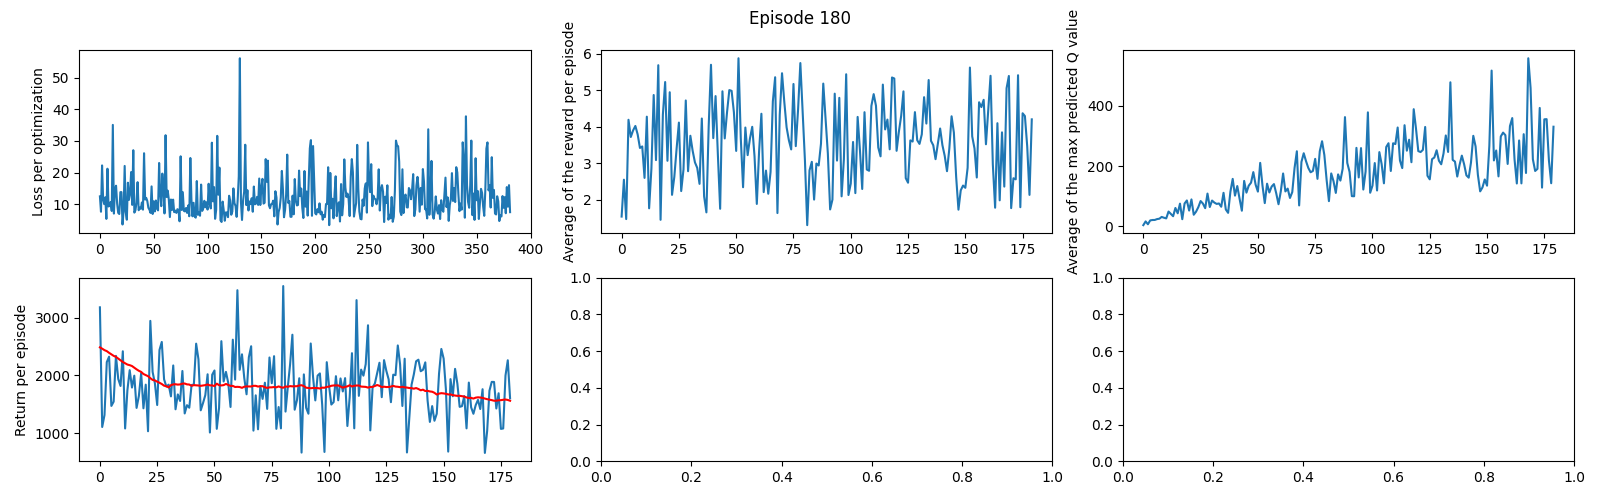 Episode 180
Loss per optimization
50
40
30
20
10
0 50 100 150 200 250 300 350 400
Average of the reward per episode
6
5
4
3
2
0 25 50 75 100 125 150 175
Average of the max predicted Q value
400
200
0
0 25 50 75 100 125 150 175
Return per episode
3000
2000
1000
0 25 50 75 100 125 150 175
1.0
0.8
0.6
0.4
0.2
0.0
0.0 0.2 0.4 0.6 0.8 1.0
1.0
0.8
0.6
0.4
0.2
0.0
0.0 0.2 0.4 0.6 0.8 1.0